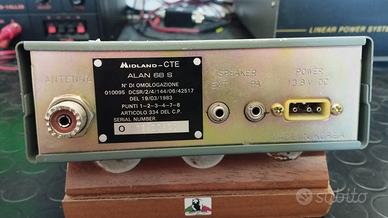 LINEAR POWER SYSTEM
MIDLAND-CTE
ALAN 68 S
N° DI OMOLOGAZIONE
010095 DCSR/2/4/144/06/42517
DEL 19/03/1983
PUNTI 1-2-3-4-7-8
ARTICOLO 334 DEL C.P.
SERIAL NUMBER
0
ANTENNA
SPEAKER
EXT. PA
POWER
13.8 V DC
subito